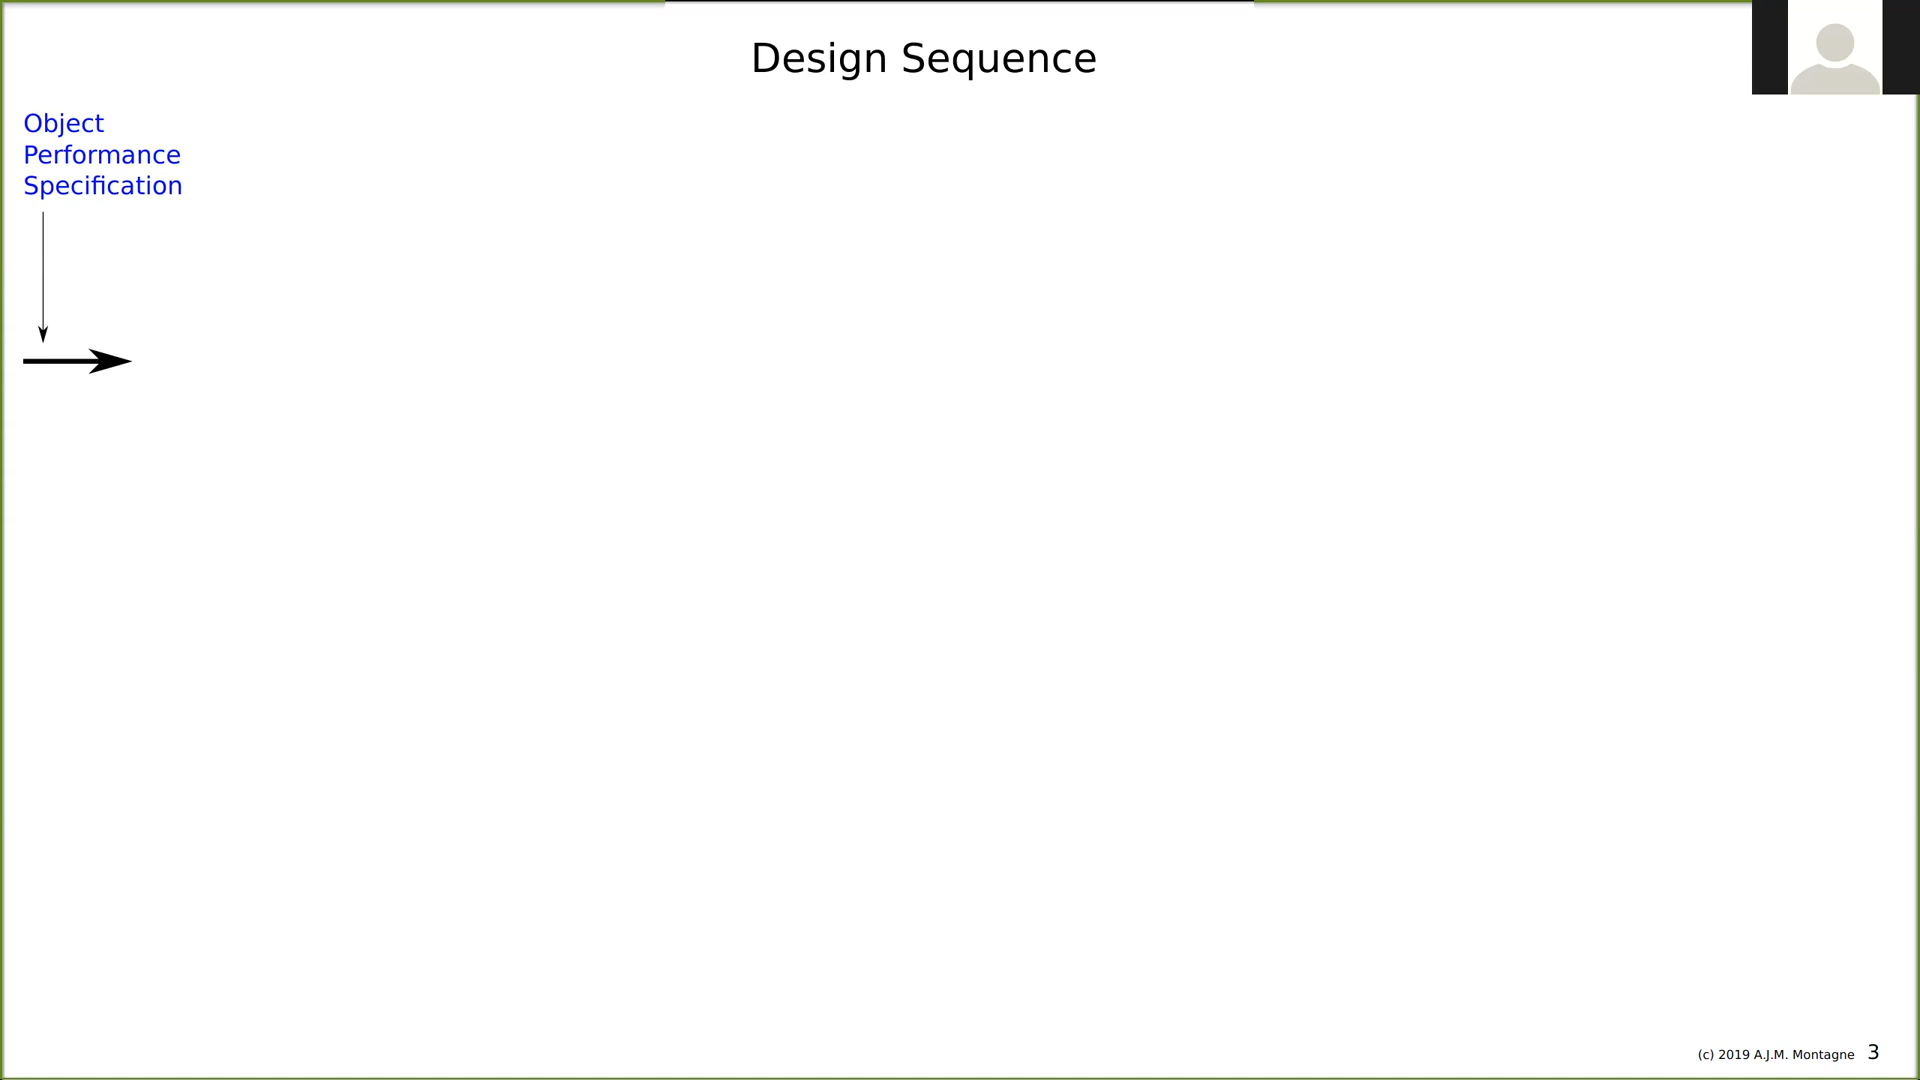 Design Sequence
Object
Performance
Specification
(c) 2019 A.J.M. Montagne 3